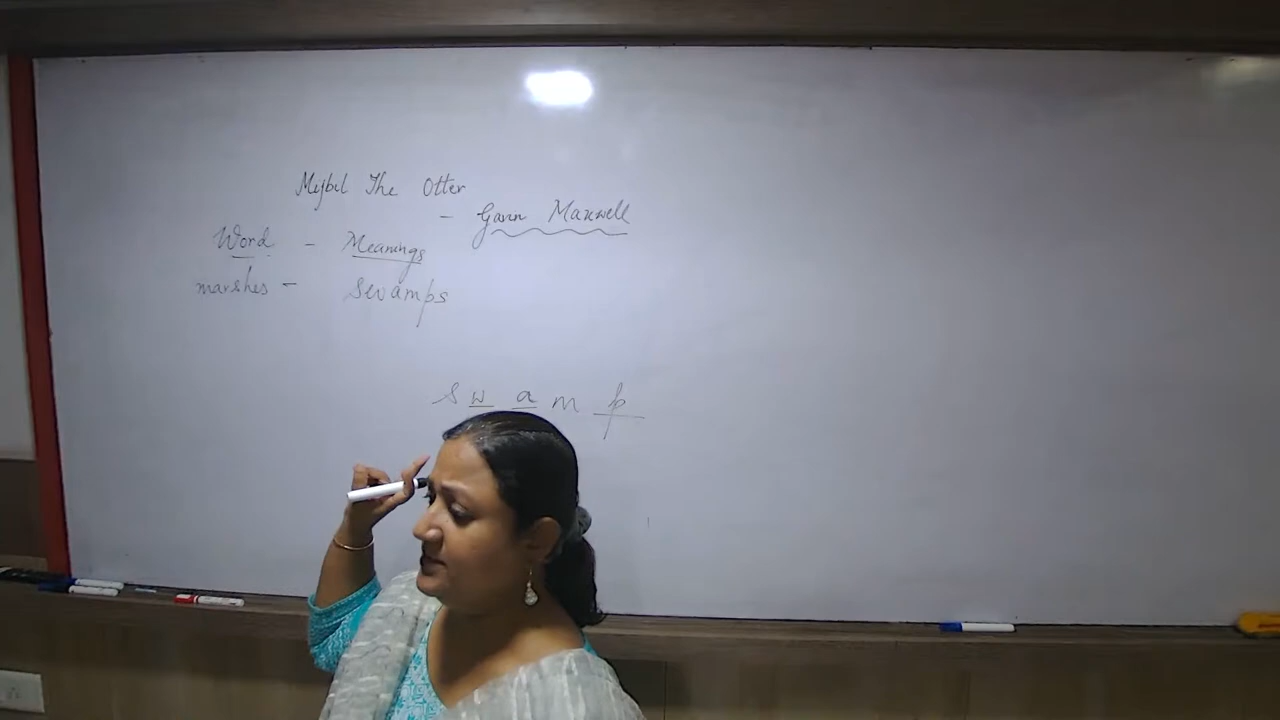 Mijbil The Otter
- Gavin Maxwell
Word - Meanings
marshes - swamps
s w a m p